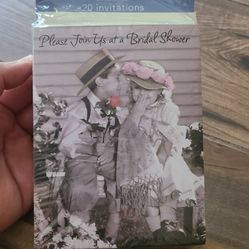 20 invitations
Please Join Us at a Bridal Shower